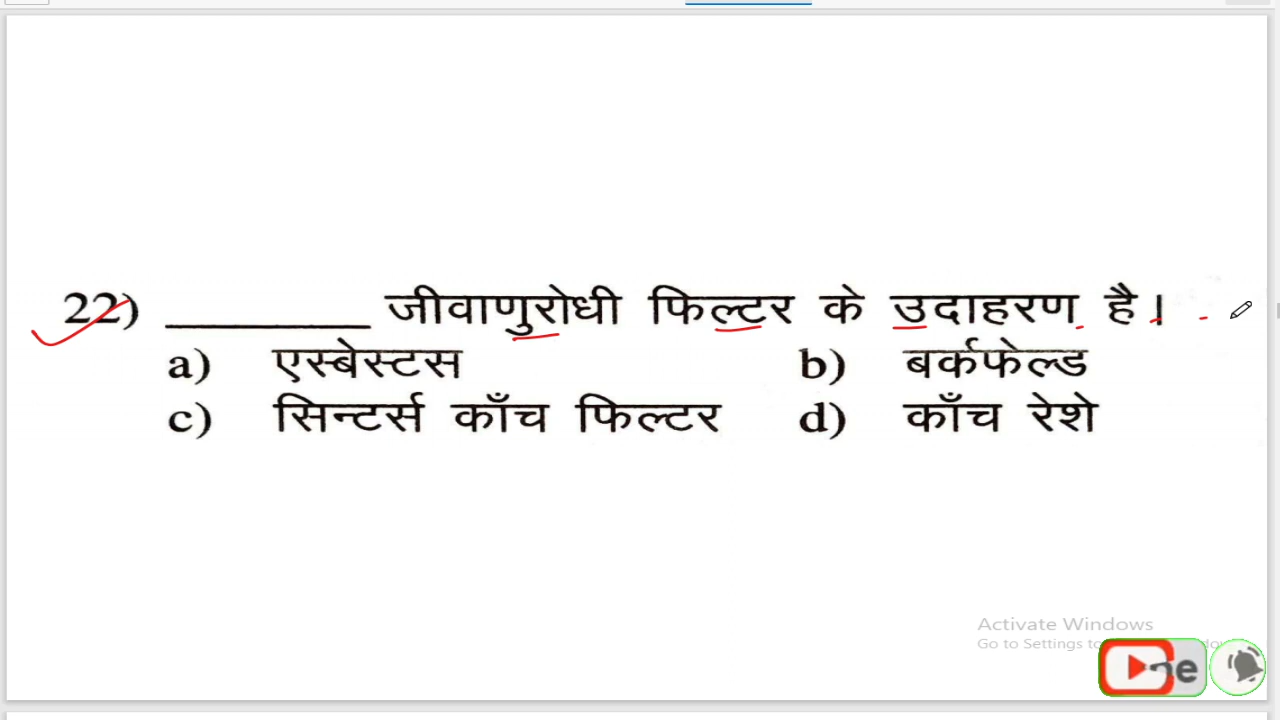 22) ________ जीवाणुरोधी फिल्टर के उदाहरण है।
a) एस्बेस्टस b) बर्कफेल्ड
c) सिन्टर्स काँच फिल्टर d) काँच रेशे
Activate Windows
Go to Settings to